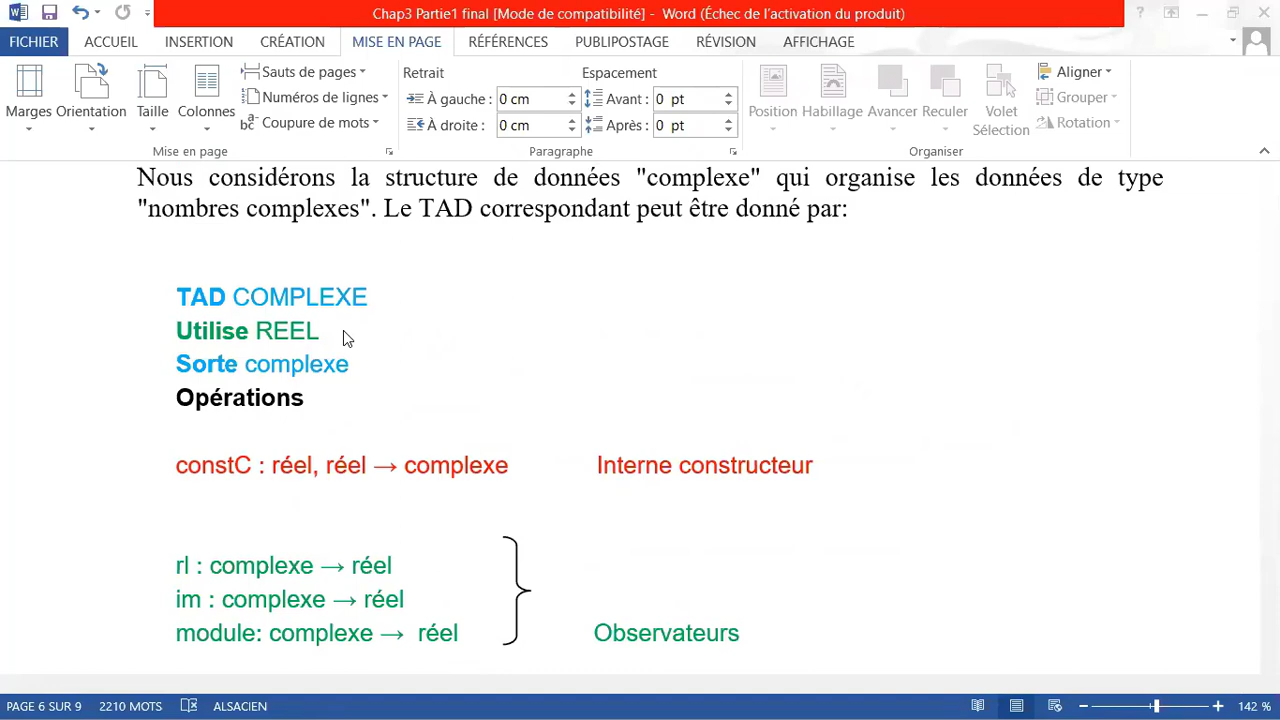 Chap3 Partie1 final [Mode de compatibilité] - Word (Échec de l'activation du produit)
FICHIER ACCUEIL INSERTION CRÉATION MISE EN PAGE RÉFÉRENCES PUBLIPOSTAGE RÉVISION AFFICHAGE
Marges Orientation Taille Colonnes
Sauts de pages
Numéros de lignes
Coupure de mots
Mise en page
Retrait Espacement
À gauche : 0 cm Avant : 0 pt
À droite : 0 cm Après : 0 pt
Paragraphe
Position Habillage Avancer Reculer Volet Sélection
Aligner
Grouper
Rotation
Organiser
Nous considérons la structure de données "complexe" qui organise les données de type
"nombres complexes". Le TAD correspondant peut être donné par:
TAD COMPLEXE
Utilise REEL
Sorte complexe
Opérations
constC : réel, réel → complexe Interne constructeur
rl : complexe → réel
im : complexe → réel
module: complexe → réel Observateurs
PAGE 6 SUR 9 2210 MOTS ALSACIEN 142 %